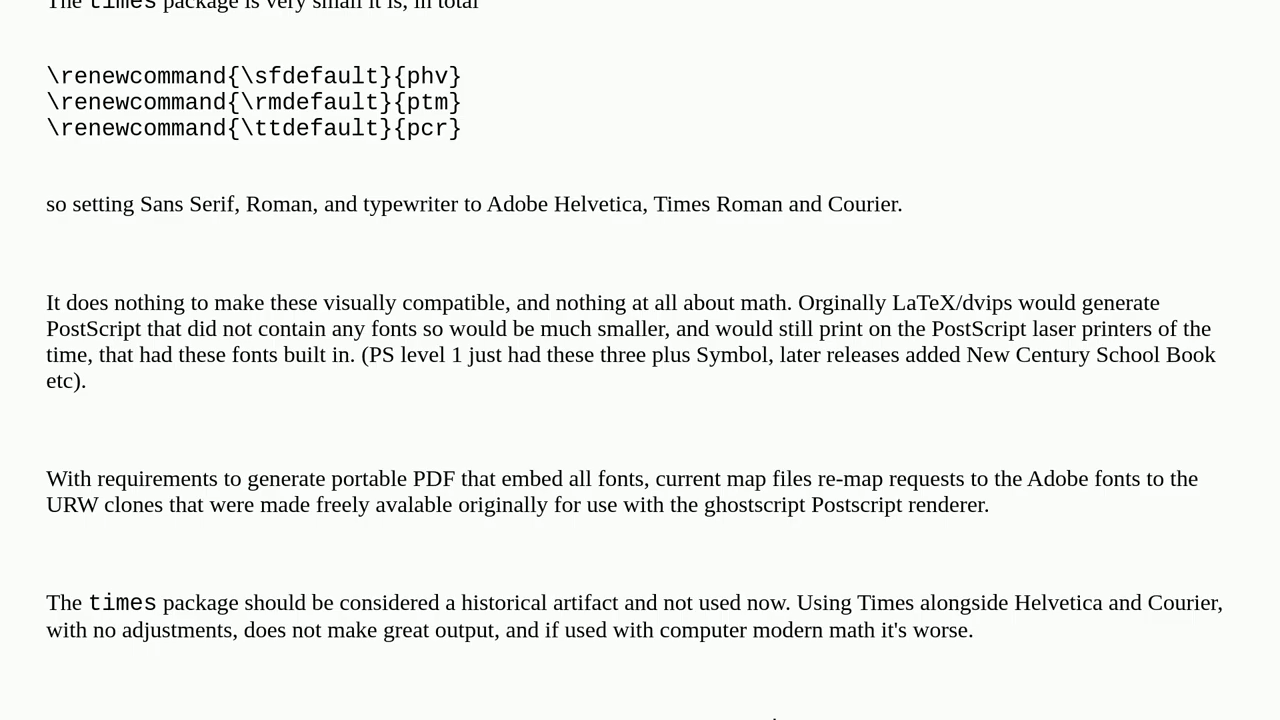 The times package is very small it is, in total
\renewcommand{\sfdefault}{phv}
\renewcommand{\rmdefault}{ptm}
\renewcommand{\ttdefault}{pcr}
so setting Sans Serif, Roman, and typewriter to Adobe Helvetica, Times Roman and Courier.
It does nothing to make these visually compatible, and nothing at all about math. Orginally LaTeX/dvips would generate
PostScript that did not contain any fonts so would be much smaller, and would still print on the PostScript laser printers of the
time, that had these fonts built in. (PS level 1 just had these three plus Symbol, later releases added New Century School Book
etc).
With requirements to generate portable PDF that embed all fonts, current map files re-map requests to the Adobe fonts to the
URW clones that were made freely avalable originally for use with the ghostscript Postscript renderer.
The times package should be considered a historical artifact and not used now. Using Times alongside Helvetica and Courier,
with no adjustments, does not make great output, and if used with computer modern math it's worse.